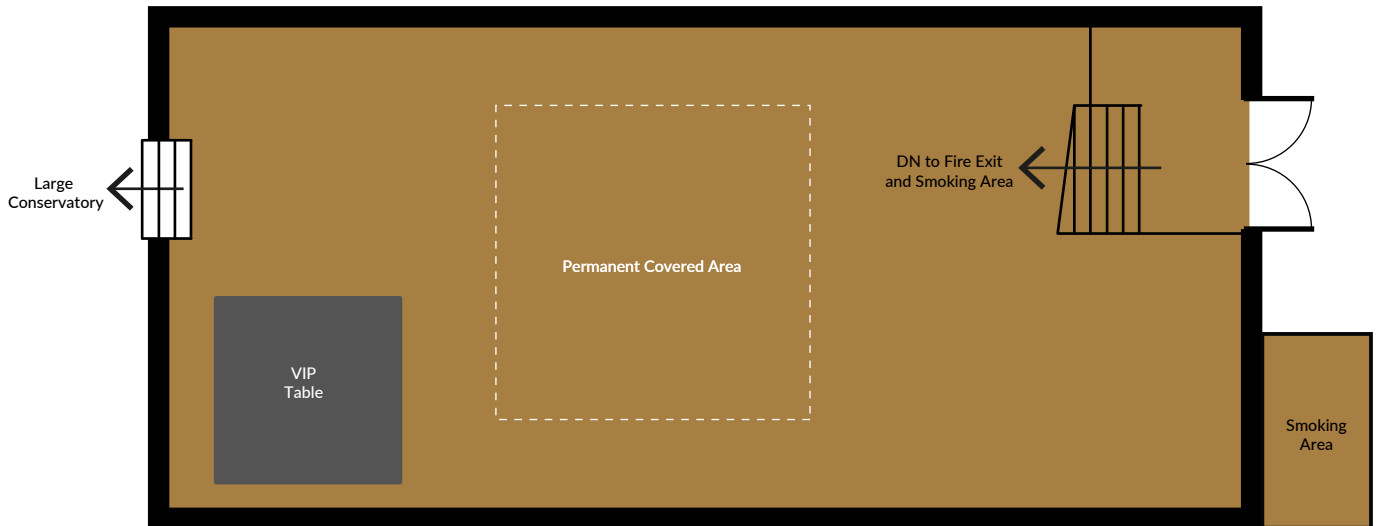 Large
Conservatory
DN to Fire Exit
and Smoking Area
Permanent Covered Area
VIP
Table
Smoking
Area